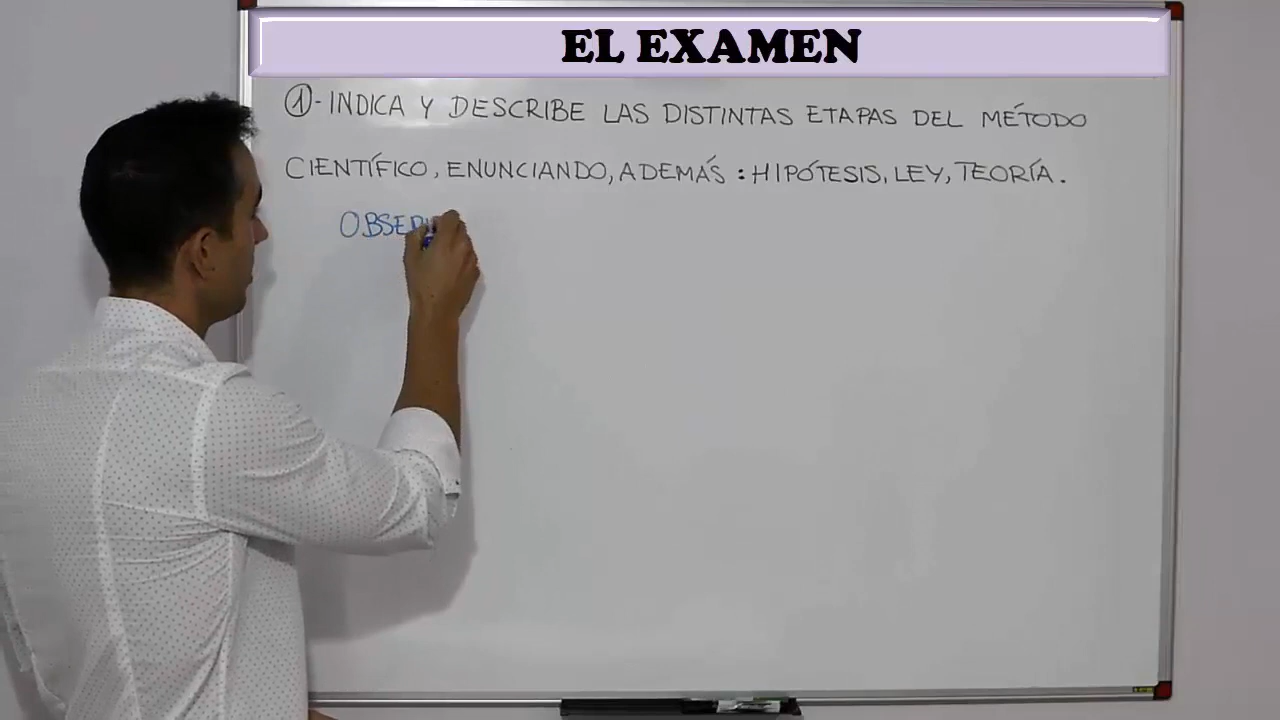 EL EXAMEN
①- INDICA Y DESCRIBE LAS DISTINTAS ETAPAS DEL MÉTODO
CIENTÍFICO, ENUNCIANDO, ADEMÁS : HIPÓTESIS, LEY, TEORÍA.